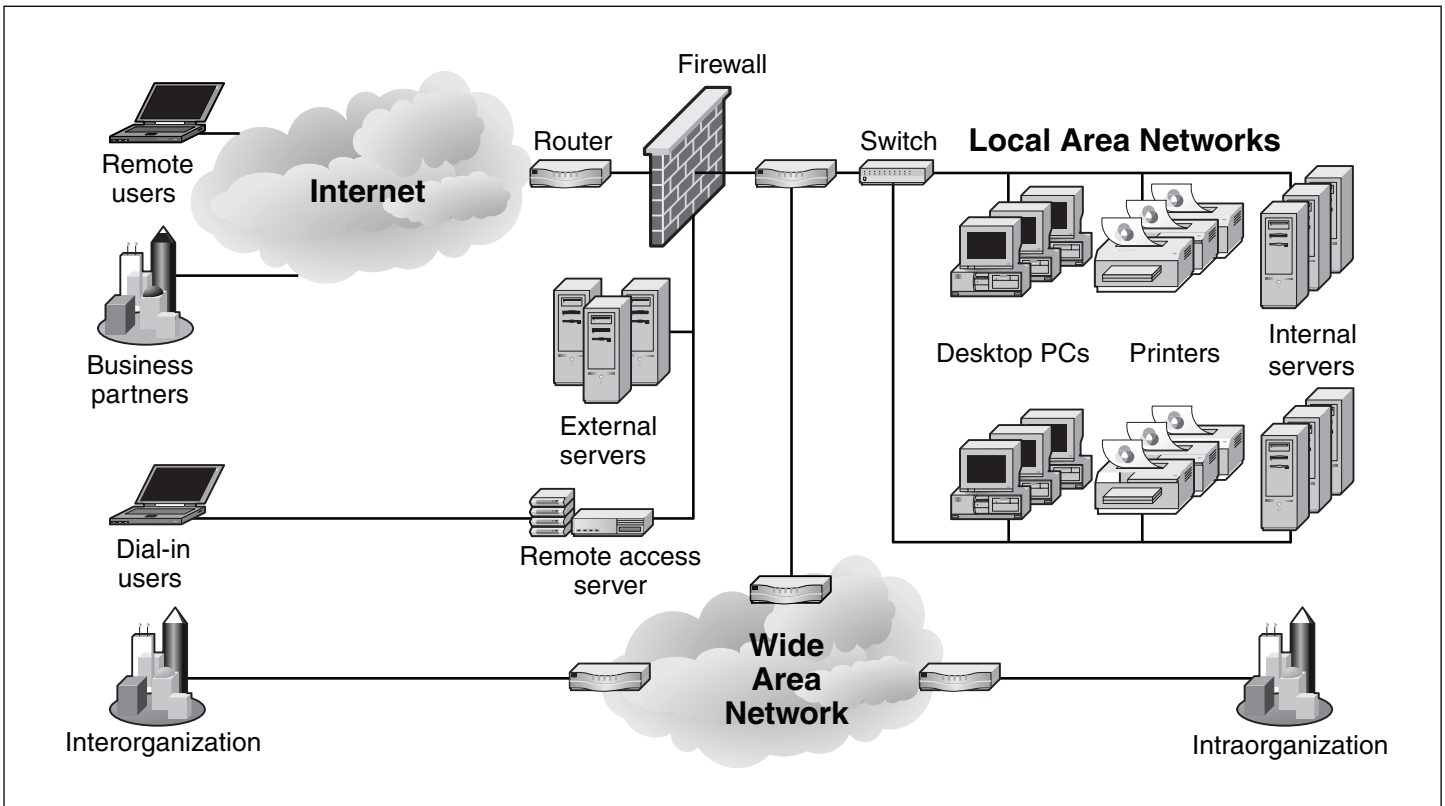 Firewall
Router
Switch
Local Area Networks
Remote
users
Internet
Business
partners
External
servers
Desktop PCs
Printers
Internal
servers
Dial-in
users
Remote access
server
Wide
Area
Network
Interorganization
Intraorganization